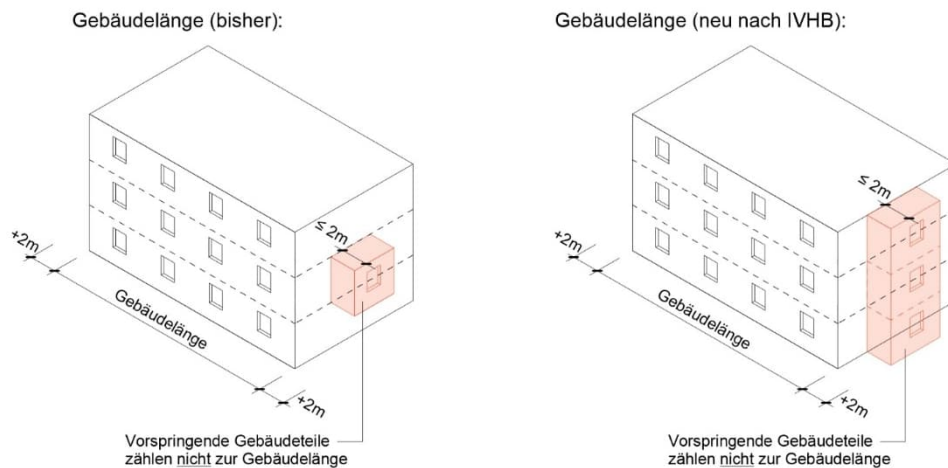 Gebäudelänge (bisher):
≤ 2m
+2m
Gebäudelänge
+2m
Vorspringende Gebäudeteile
zählen nicht zur Gebäudelänge
Gebäudelänge (neu nach IVHB):
≤ 2m
+2m
Gebäudelänge
+2m
Vorspringende Gebäudeteile
zählen nicht zur Gebäudelänge